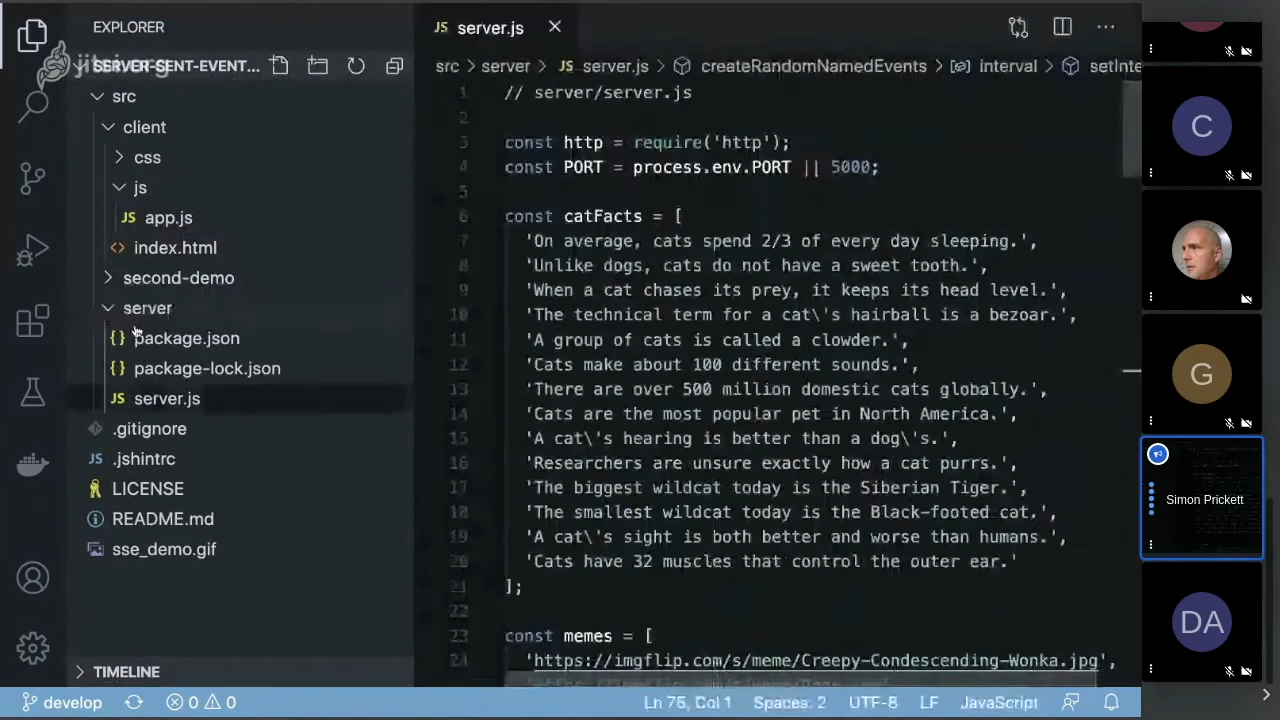 EXPLORER
jitsi.org
SERVER-SENT-EVENT...
src
client
css
js
JS app.js
<> index.html
second-demo
server
{} package.json
{} package-lock.json
JS server.js
.gitignore
JS .jshintrc
LICENSE
README.md
sse_demo.gif
TIMELINE
JS server.js
src > server > JS server.js > createRandomNamedEvents > interval > setInte
1 // server/server.js
2
3 const http = require('http');
4 const PORT = process.env.PORT || 5000;
5
6 const catFacts = [
7 'On average, cats spend 2/3 of every day sleeping.',
8 'Unlike dogs, cats do not have a sweet tooth.',
9 'When a cat chases its prey, it keeps its head level.',
10 'The technical term for a cat\'s hairball is a bezoar.',
11 'A group of cats is called a clowder.',
12 'Cats make about 100 different sounds.',
13 'There are over 500 million domestic cats globally.',
14 'Cats are the most popular pet in North America.',
15 'A cat\'s hearing is better than a dog\'s.',
16 'Researchers are unsure exactly how a cat purrs.',
17 'The biggest wildcat today is the Siberian Tiger.',
18 'The smallest wildcat today is the Black-footed cat.',
19 'A cat\'s sight is both better and worse than humans.',
20 'Cats have 32 muscles that control the outer ear.'
21 ];
22
23 const memes = [
24 'https://imgflip.com/s/meme/Creepy-Condescending-Wonka.jpg',
develop
0
0
Ln 75, Col 1
Spaces: 2
UTF-8
LF
JavaScript
C
G
Simon Prickett
DA